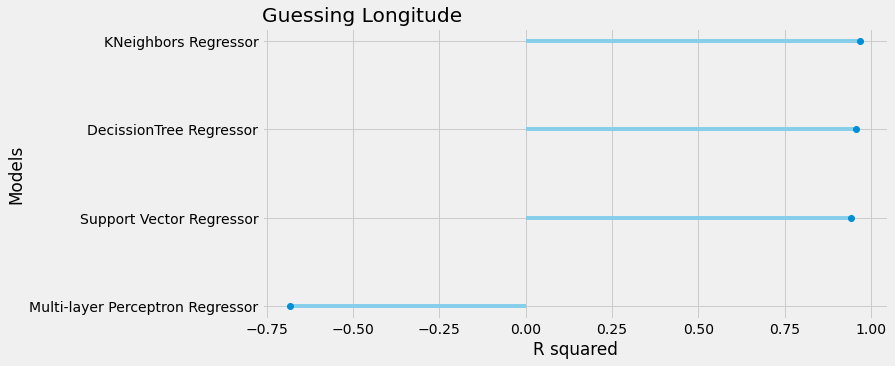 Guessing Longitude
KNeighbors Regressor
DecissionTree Regressor
Support Vector Regressor
Multi-layer Perceptron Regressor
Models
−0.75 −0.50 −0.25 0.00 0.25 0.50 0.75 1.00
R squared